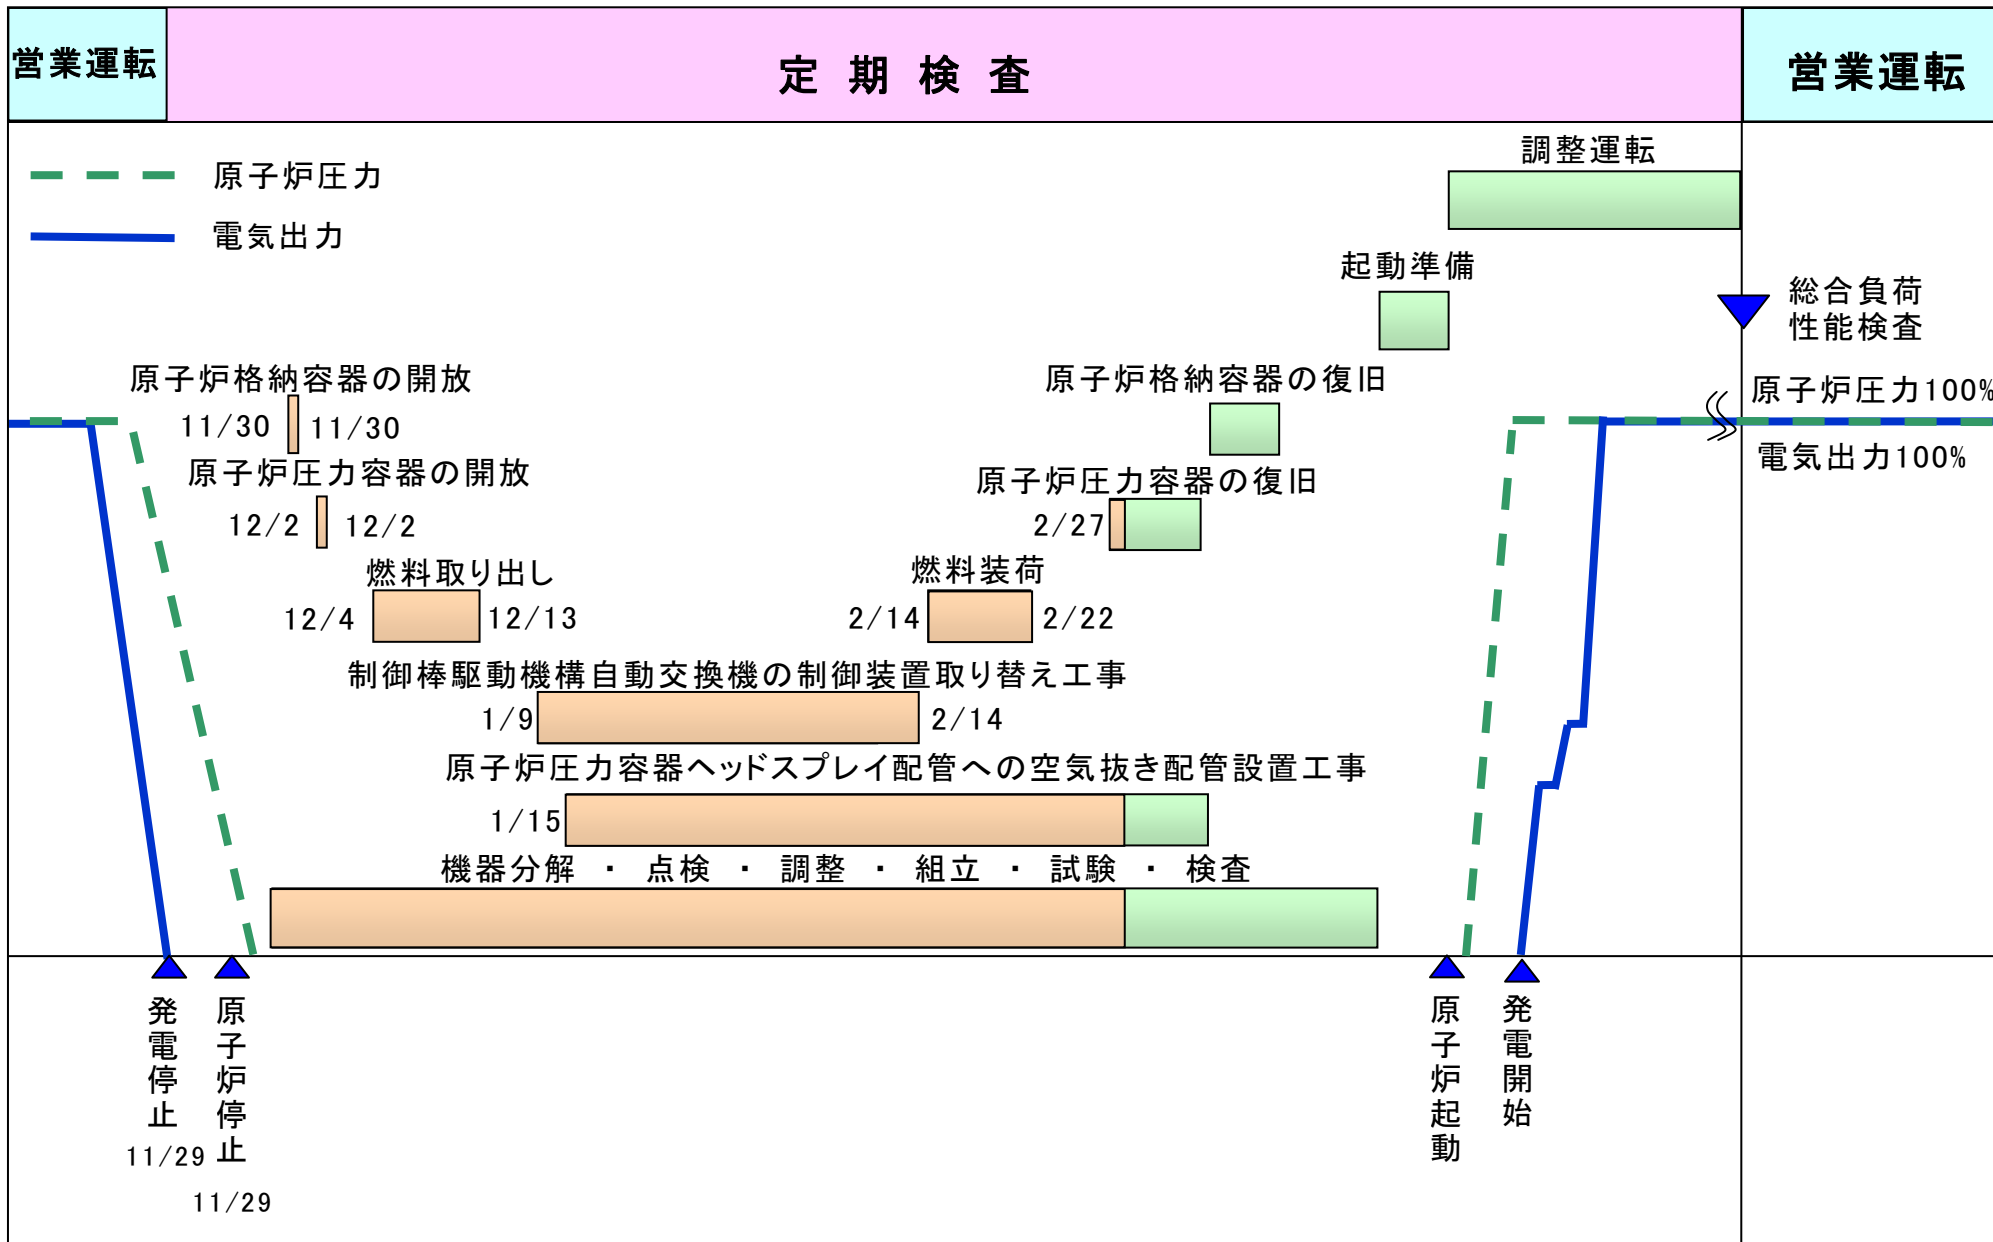 営業運転
定期検査
営業運転
原子炉圧力
電気出力
調整運転
起動準備
総合負荷
性能検査
原子炉格納容器の開放
11/30
11/30
原子炉格納容器の復旧
原子炉圧力100%
電気出力100%
原子炉圧力容器の開放
12/2
12/2
原子炉圧力容器の復旧
2/27
燃料取り出し
12/4
12/13
燃料装荷
2/14
2/22
制御棒駆動機構自動交換機の制御装置取り替え工事
1/9
2/14
原子炉圧力容器ヘッドスプレイ配管への空気抜き配管設置工事
1/15
機器分解 ・ 点検 ・ 調整 ・ 組立 ・ 試験 ・ 検査
発電停止
11/29
原子炉停止
11/29
原子炉起動
発電開始